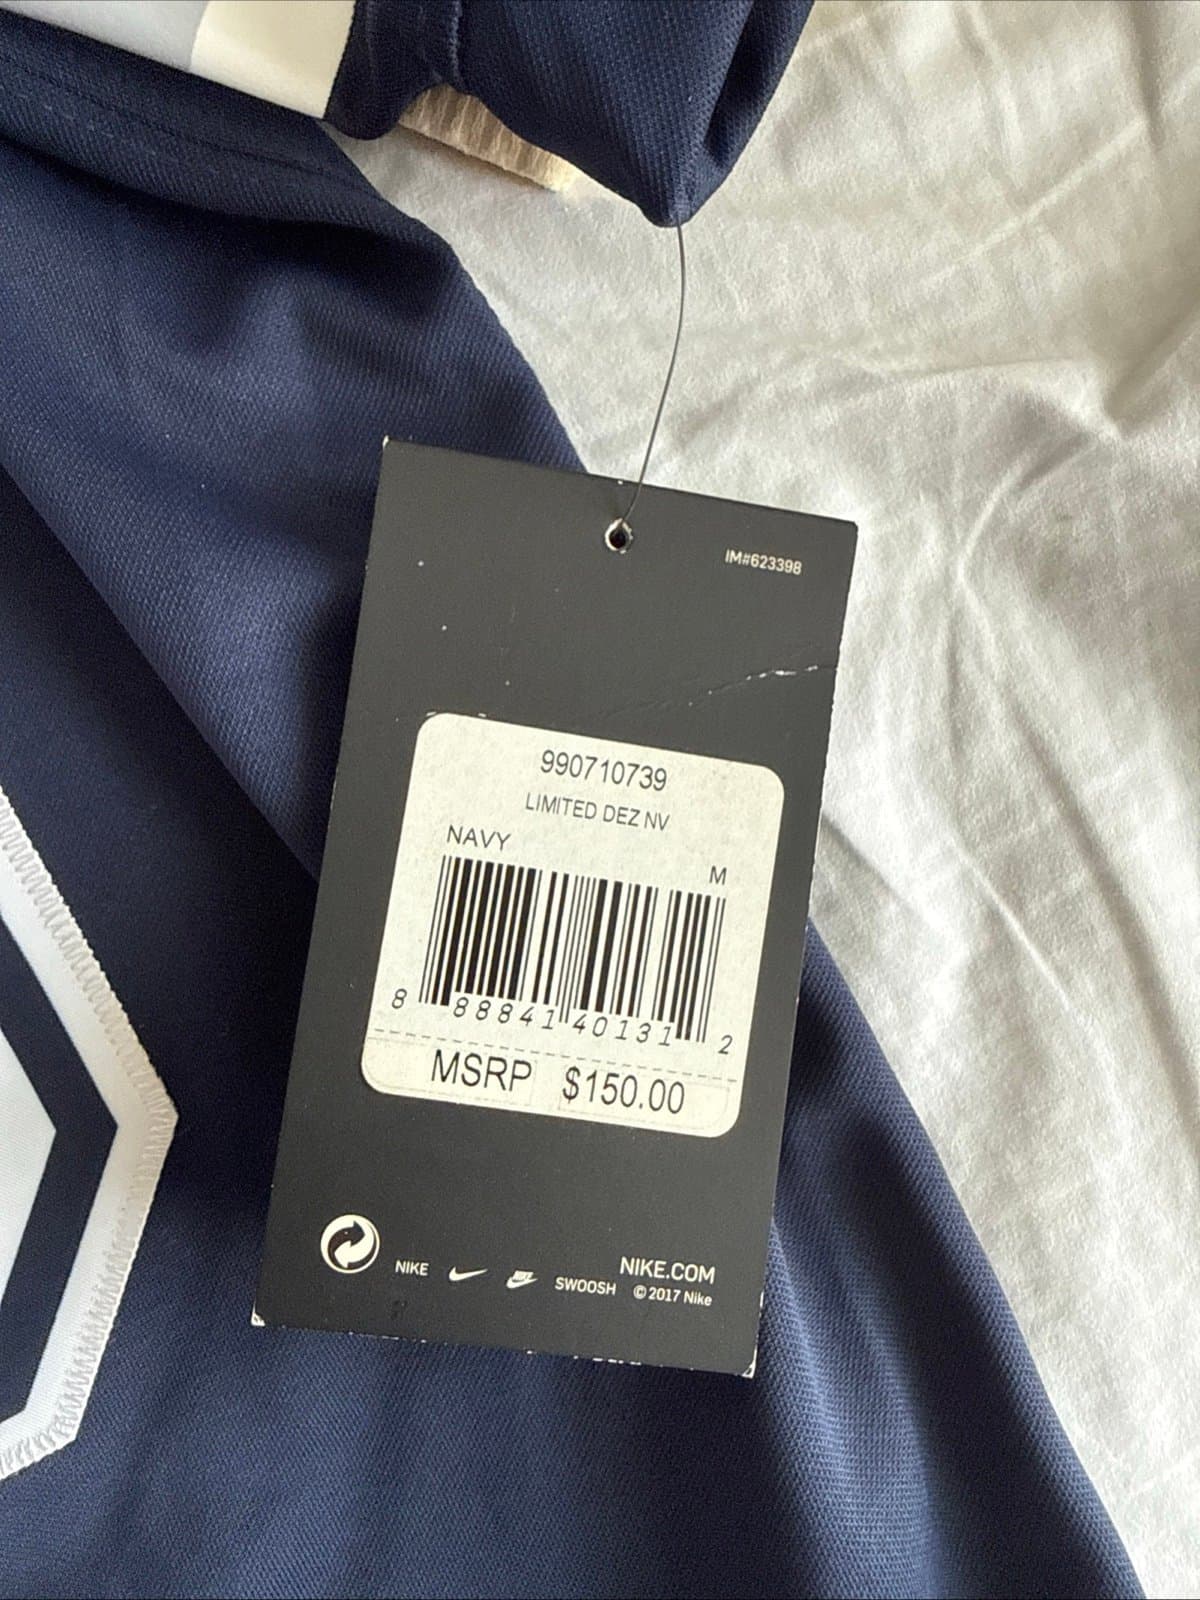 IM#623398
990710739
LIMITED DEZ NV
NAVY
M
8 88841 40131 2
MSRP $150.00
NIKE
NIKE
SWOOSH
NIKE.COM
© 2017 Nike